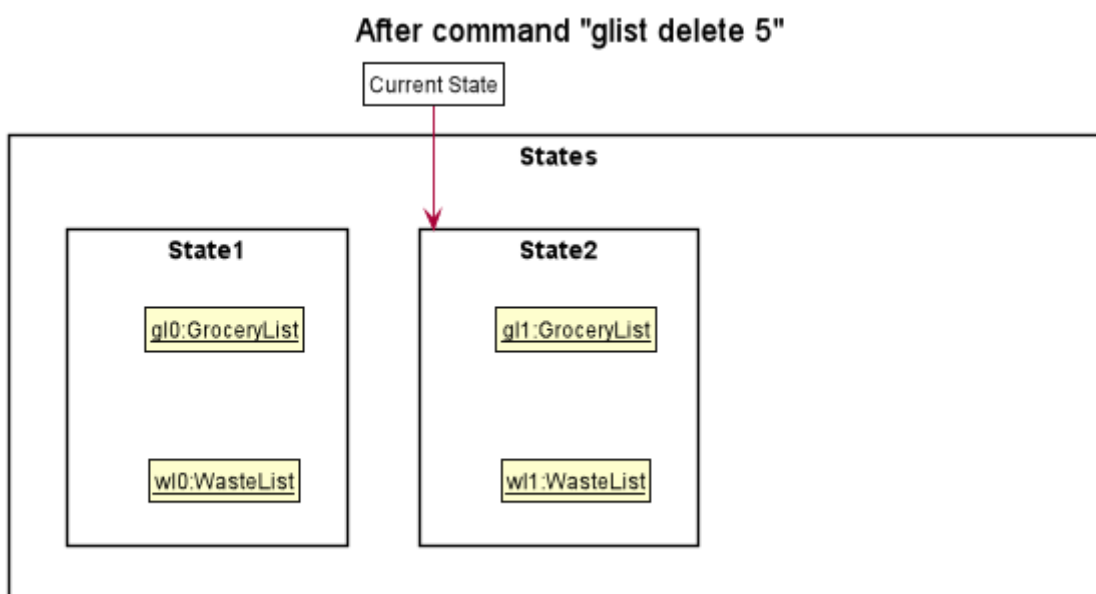 After command "glist delete 5"
Current State
States
State1
State2
gl0:GroceryList
gl1:GroceryList
wl0:WasteList
wl1:WasteList